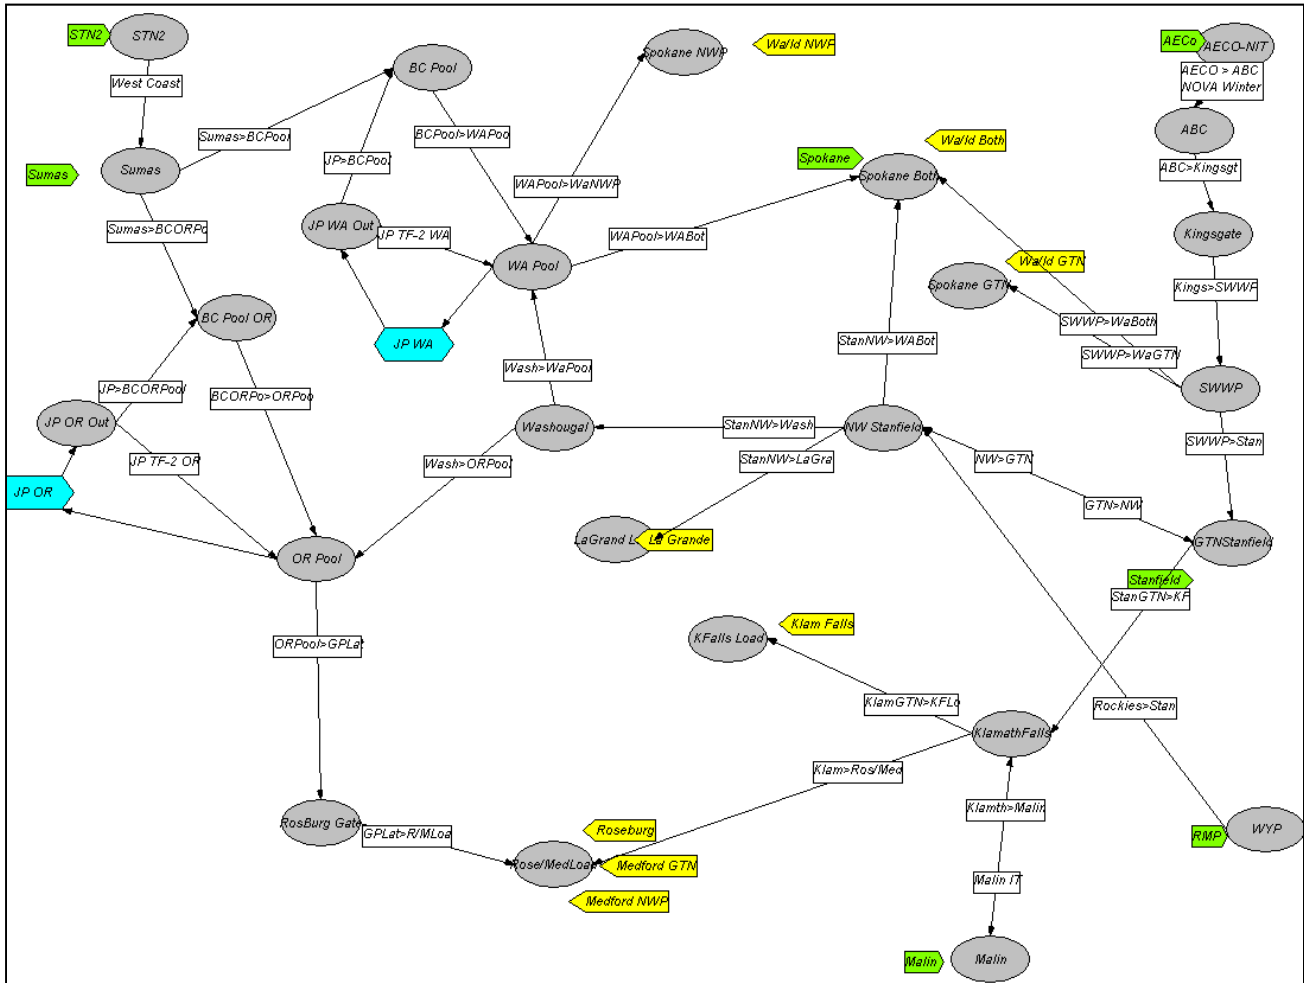 STN2
STN2
West Coast
BC Pool
Spokane NWP
Wa/Id NWP
AECo
AECO-NIT
AECO > ABC
NOVA Winter
ABC
Sumas>BCPool
BCPool>WAPoo
JP>BCPool
Sumas
Sumas
Spokane
Wa/Id Both
Spokane Both
ABC>Kingsgt
WAPool>WaNWP
JP WA Out
JP TF-2 WA
Sumas>BCORPo
WAPool>WABot
Kingsgate
WA Pool
Wa/Id GTN
Spokane GTN
Kings>SWWP
BC Pool OR
JP WA
StanNW>WABot
SWWP>WaBoth
SWWP>WaGTN
Wash>WaPool
JP>BCORPool
BCORPo>ORPoo
SWWP
JP OR Out
Washougal
StanNW>Wash
NW Stanfield
SWWP>Stan
JP TF-2 OR
Wash>ORPool
StanNW>LaGra
NW>GTN
JP OR
GTN>NW
OR Pool
LaGrand L
La Grande
GTNStanfield
Stanfield
StanGTN>KF
Klam Falls
KFalls Load
ORPool>GPLat
KlamGTN>KFLo
Rockies>Stan
KlamathFalls
Klam>Ros/Med
Klamth>Malin
RosBurg Gate
GPLat>R/MLoa
Roseburg
RMP
WYP
Rose/MedLoad
Medford GTN
Malin IT
Medford NWP
Malin
Malin